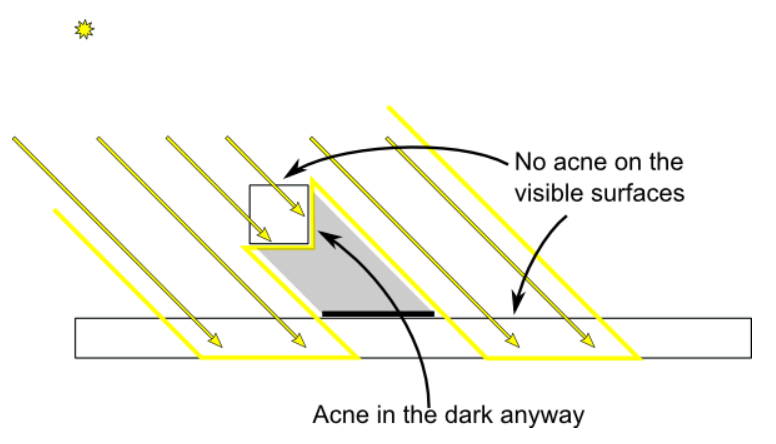 No acne on the
visible surfaces
Acne in the dark anyway